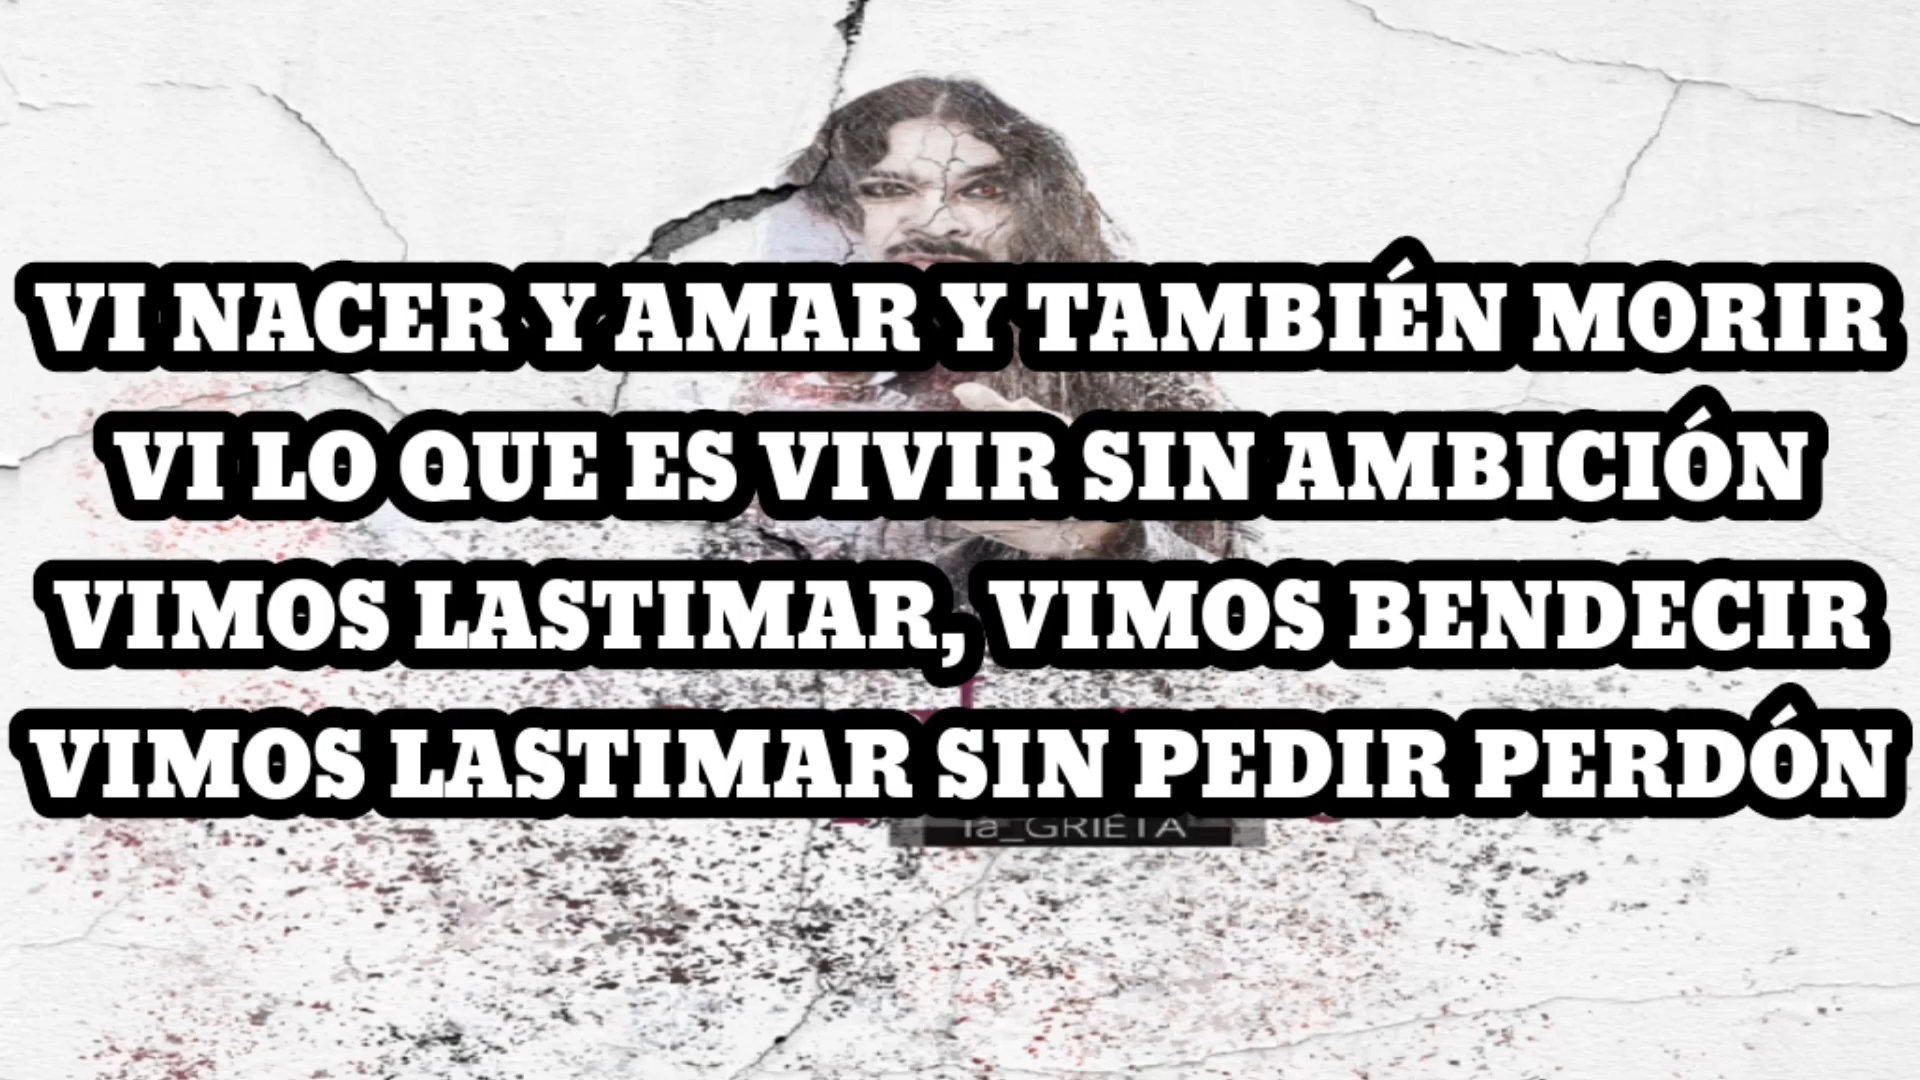 VI NACER Y AMAR Y TAMBIÉN MORIR
VI LO QUE ES VIVIR SIN AMBICIÓN
VIMOS LASTIMAR, VIMOS BENDECIR
VIMOS LASTIMAR SIN PEDIR PERDÓN
la_GRIETA